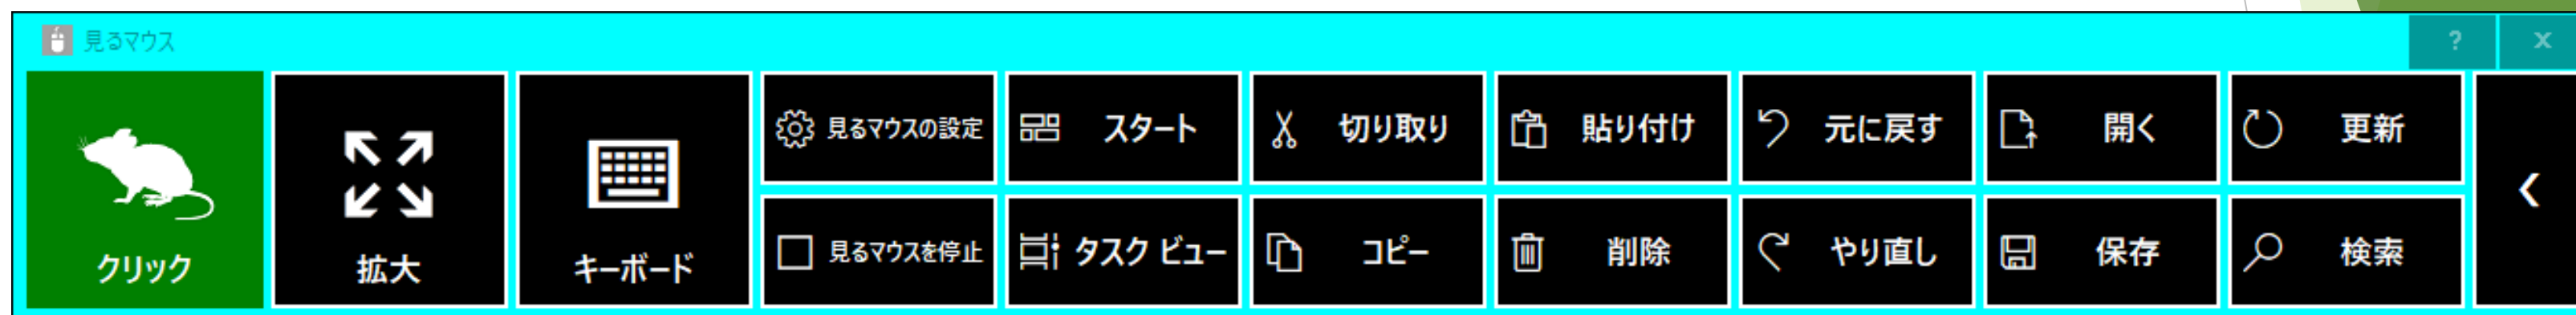 見るマウス
? x
クリック
拡大
キーボード
見るマウスの設定
スタート
切り取り
貼り付け
元に戻す
開く
更新
見るマウスを停止
タスク ビュー
コピー
削除
やり直し
保存
検索